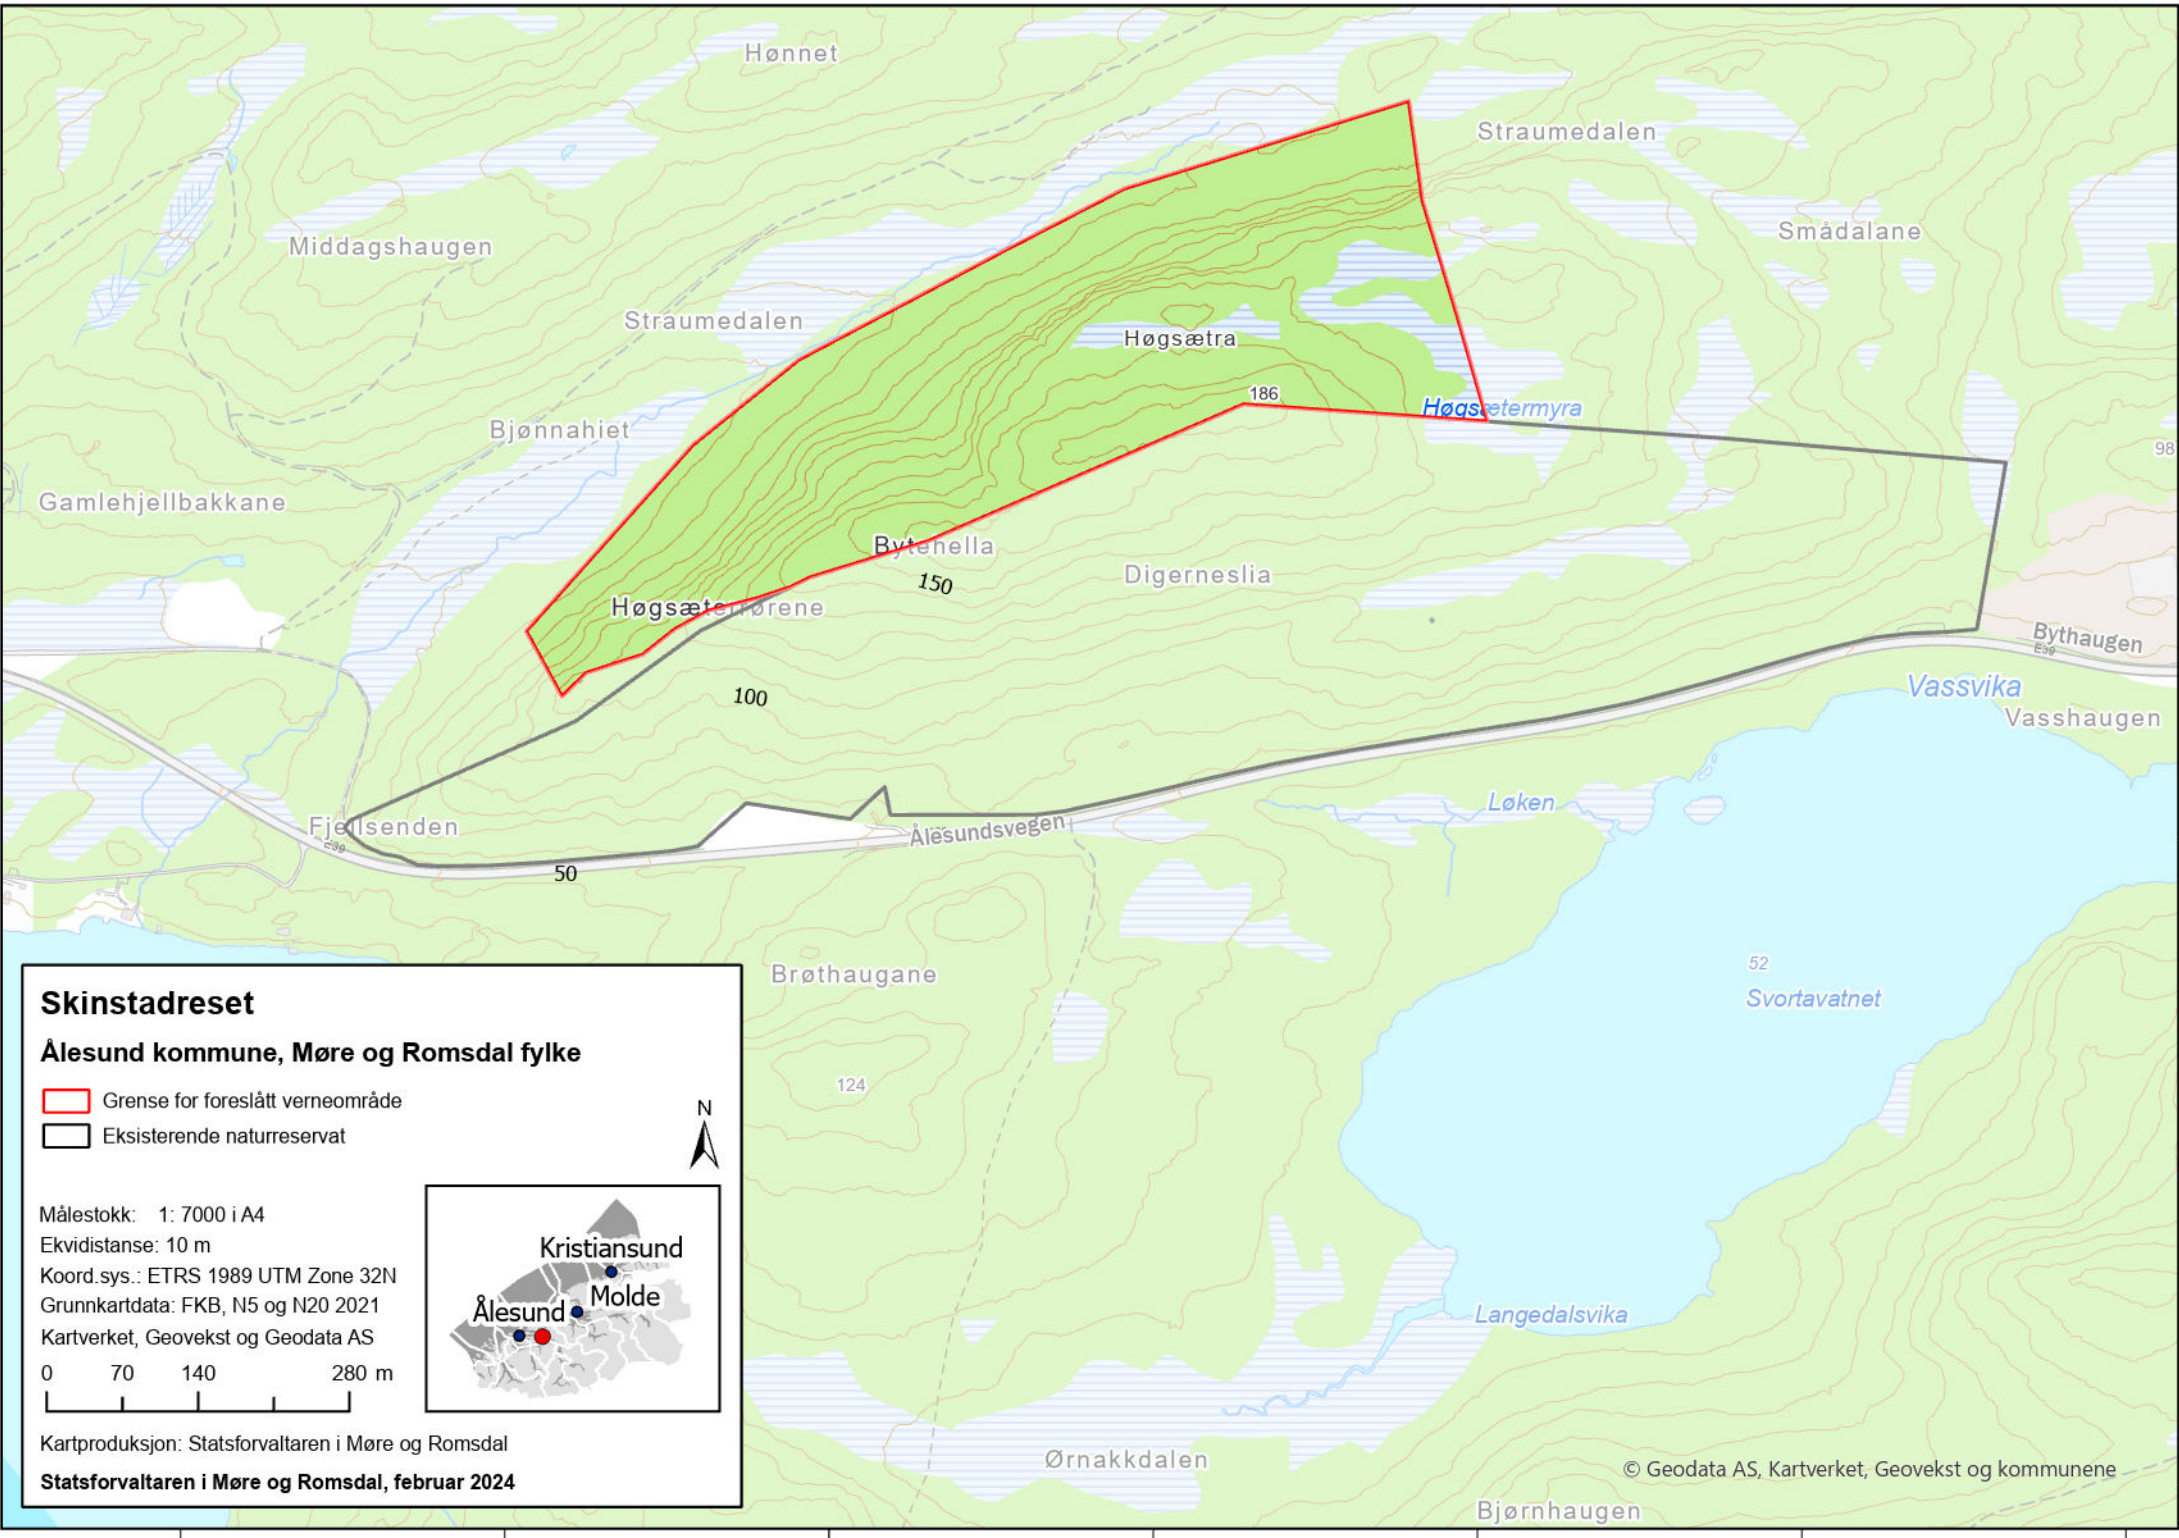 Hønnet
Straumedalen
Smådalane
Middagshaugen
Straumedalen
Høgsætra
186
Høgsætermyra
98
Bjønnahiet
Gamlehjellbakkane
Bytehella
150
Digerneslia
Høgsæterrørene
Bythaugen
E39
Vassvika
Vasshaugen
100
Løken
Fjellsenden
E39
Ålesundsvegen
50
Brøthaugane
52
Svortavatnet
124
Langedalsvika
Ørnakkdalen
Bjørnhaugen
© Geodata AS, Kartverket, Geovekst og kommunene
Skinstadreset
Ålesund kommune, Møre og Romsdal fylke
Grense for foreslått verneområde
Eksisterende naturreservat
N
Målestokk: 1: 7000 i A4
Ekvidistanse: 10 m
Koord.sys.: ETRS 1989 UTM Zone 32N
Grunnkartdata: FKB, N5 og N20 2021
Kartverket, Geovekst og Geodata AS
0 70 140 280 m
Kristiansund
Molde
Ålesund
Kartproduksjon: Statsforvaltaren i Møre og Romsdal
Statsforvaltaren i Møre og Romsdal, februar 2024